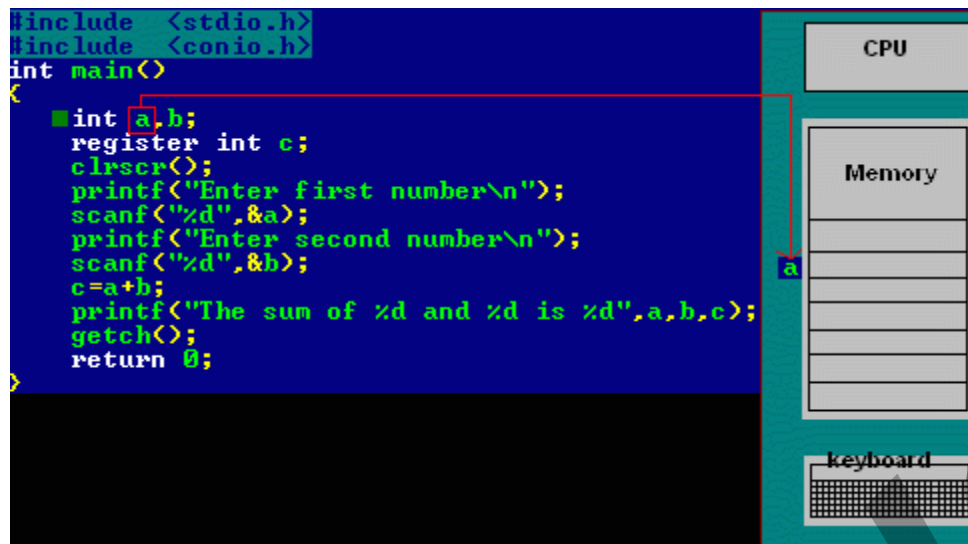 #include <stdio.h>
#include <conio.h>
int main()
{
int a,b;
register int c;
clrscr();
printf("Enter first number\n");
scanf("%d",&a);
printf("Enter second number\n");
scanf("%d",&b);
c=a+b;
printf("The sum of %d and %d is %d",a,b,c);
getch();
return 0;
}
CPU
Memory
a
keyboard